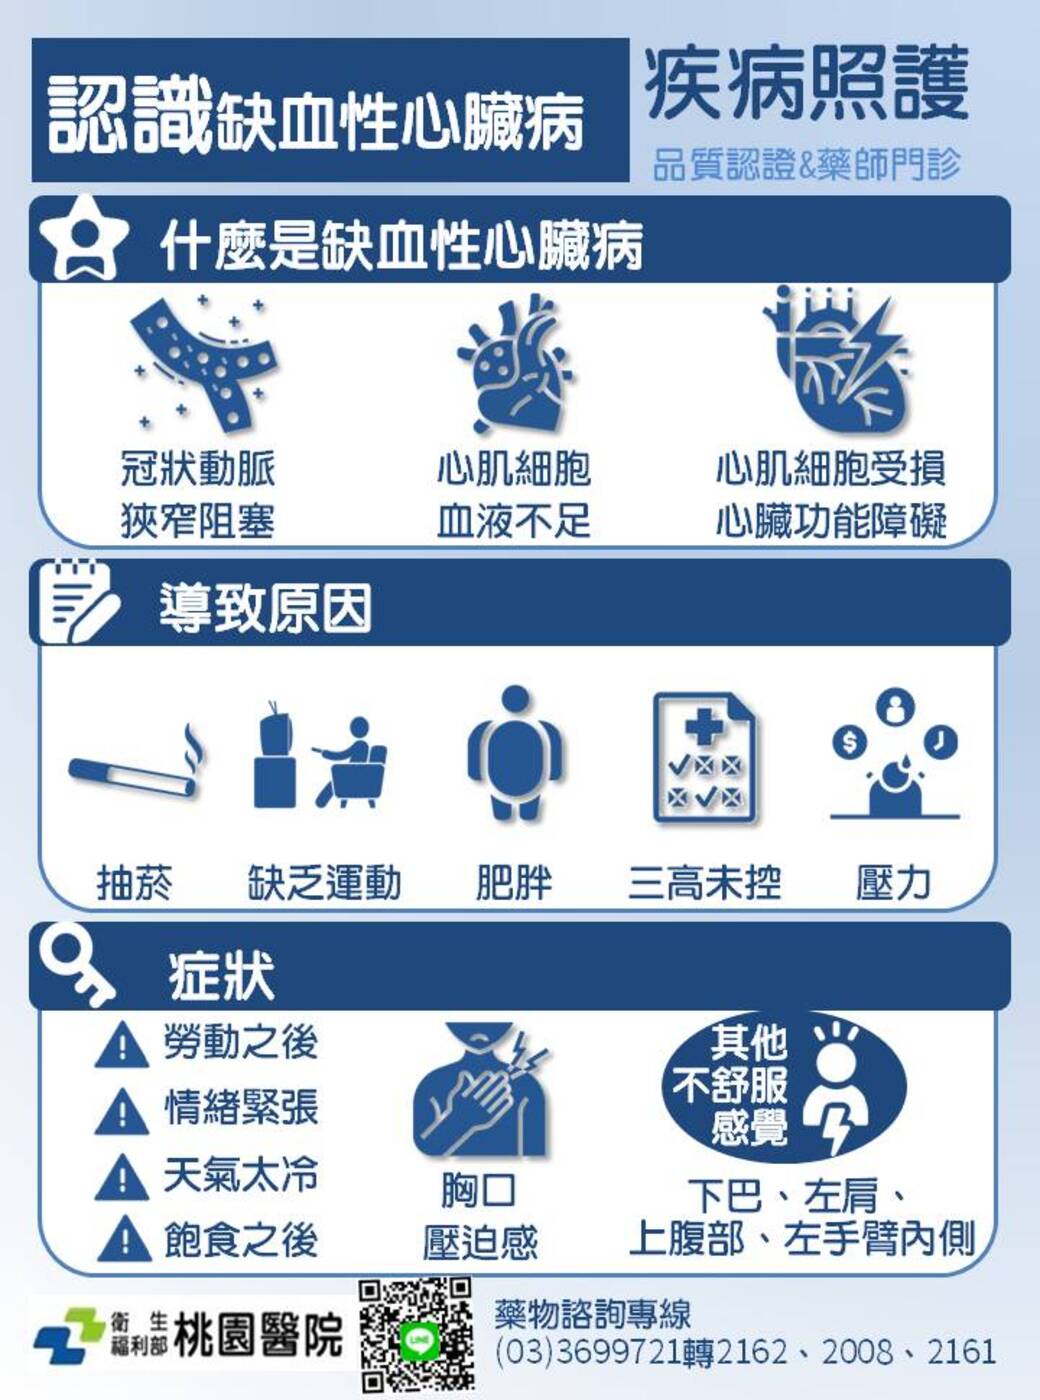 認識缺血性心臟病
疾病照護
品質認證&藥師門診
什麼是缺血性心臟病
冠狀動脈
狹窄阻塞
心肌細胞
血液不足
心肌細胞受損
心臟功能障礙
導致原因
抽菸
缺乏運動
肥胖
三高未控
壓力
症狀
勞動之後
情緒緊張
天氣太冷
飽食之後
胸口
壓迫感
其他
不舒服
感覺
下巴、左肩、
上腹部、左手臂內側
衛生
福利部
桃園醫院
LINE
藥物諮詢專線
(03)3699721轉2162、2008、2161